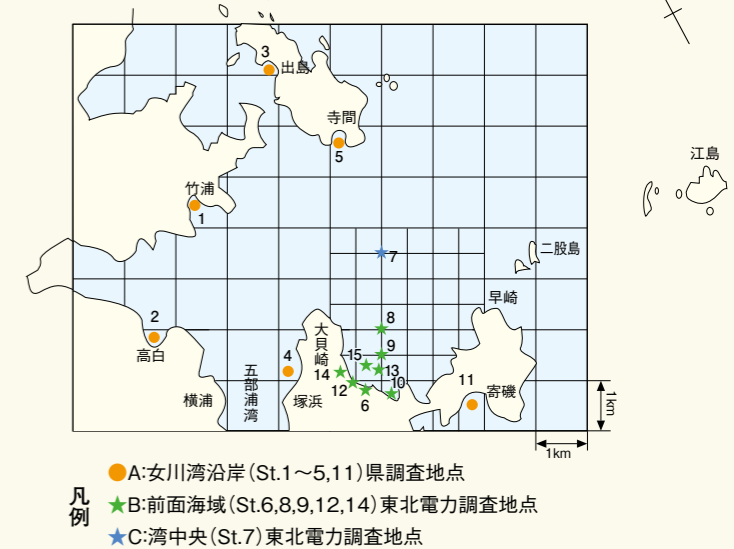 3
出島
寺間
5
江島
竹浦
1
7
二股島
早崎
2
高白
8
大貝崎
9
15
13
14
4
五部浦湾
12
10
11
寄磯
横浦
塚浜
6
1km
1km
凡例
A:女川湾沿岸(St.1～5,11)県調査地点
B:前面海域(St.6,8,9,12,14)東北電力調査地点
C:湾中央(St.7)東北電力調査地点